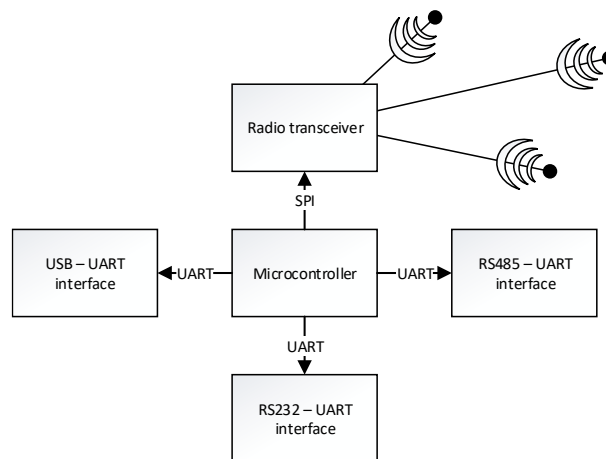 Radio transceiver
SPI
USB – UART
interface
UART
Microcontroller
UART
RS485 – UART
interface
UART
RS232 – UART
interface